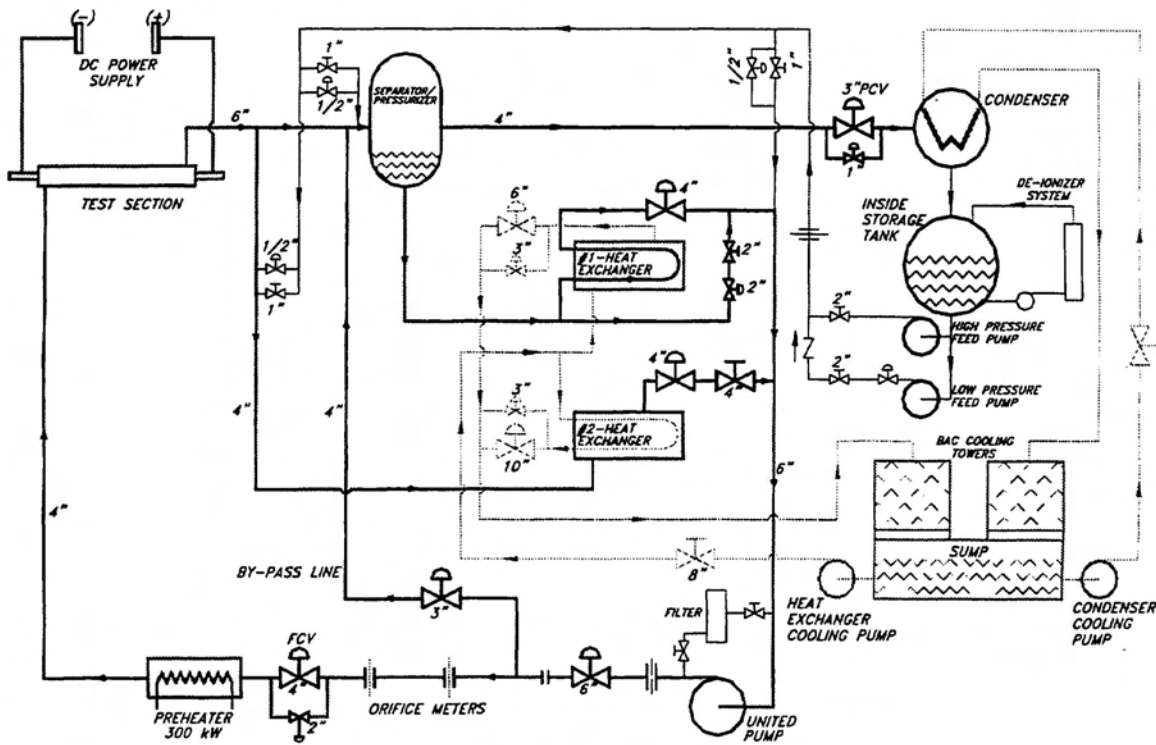 (-)
(+)
DC POWER
SUPPLY
1"
1/2"
SEPARATOR/
PRESSURIZER
1/2"
1"
3"PCV
CONDENSER
6"
4"
1"
TEST SECTION
DE-IONIZER
SYSTEM
INSIDE
STORAGE
TANK
6"
4"
3"
#1-HEAT
EXCHANGER
2"
2"
1/2"
1"
2"
HIGH PRESSURE
FEED PUMP
2"
LOW PRESSURE
FEED PUMP
4"
4"
3"
4"
4"
#2-HEAT
EXCHANGER
10"
BAC COOLING
TOWERS
6"
4"
SUMP
8"
BY-PASS LINE
3"
FILTER
HEAT
EXCHANGER
COOLING PUMP
CONDENSER
COOLING
PUMP
FCV
4"
2"
6"
ORIFICE METERS
PREHEATER
300 kW
UNITED
PUMP